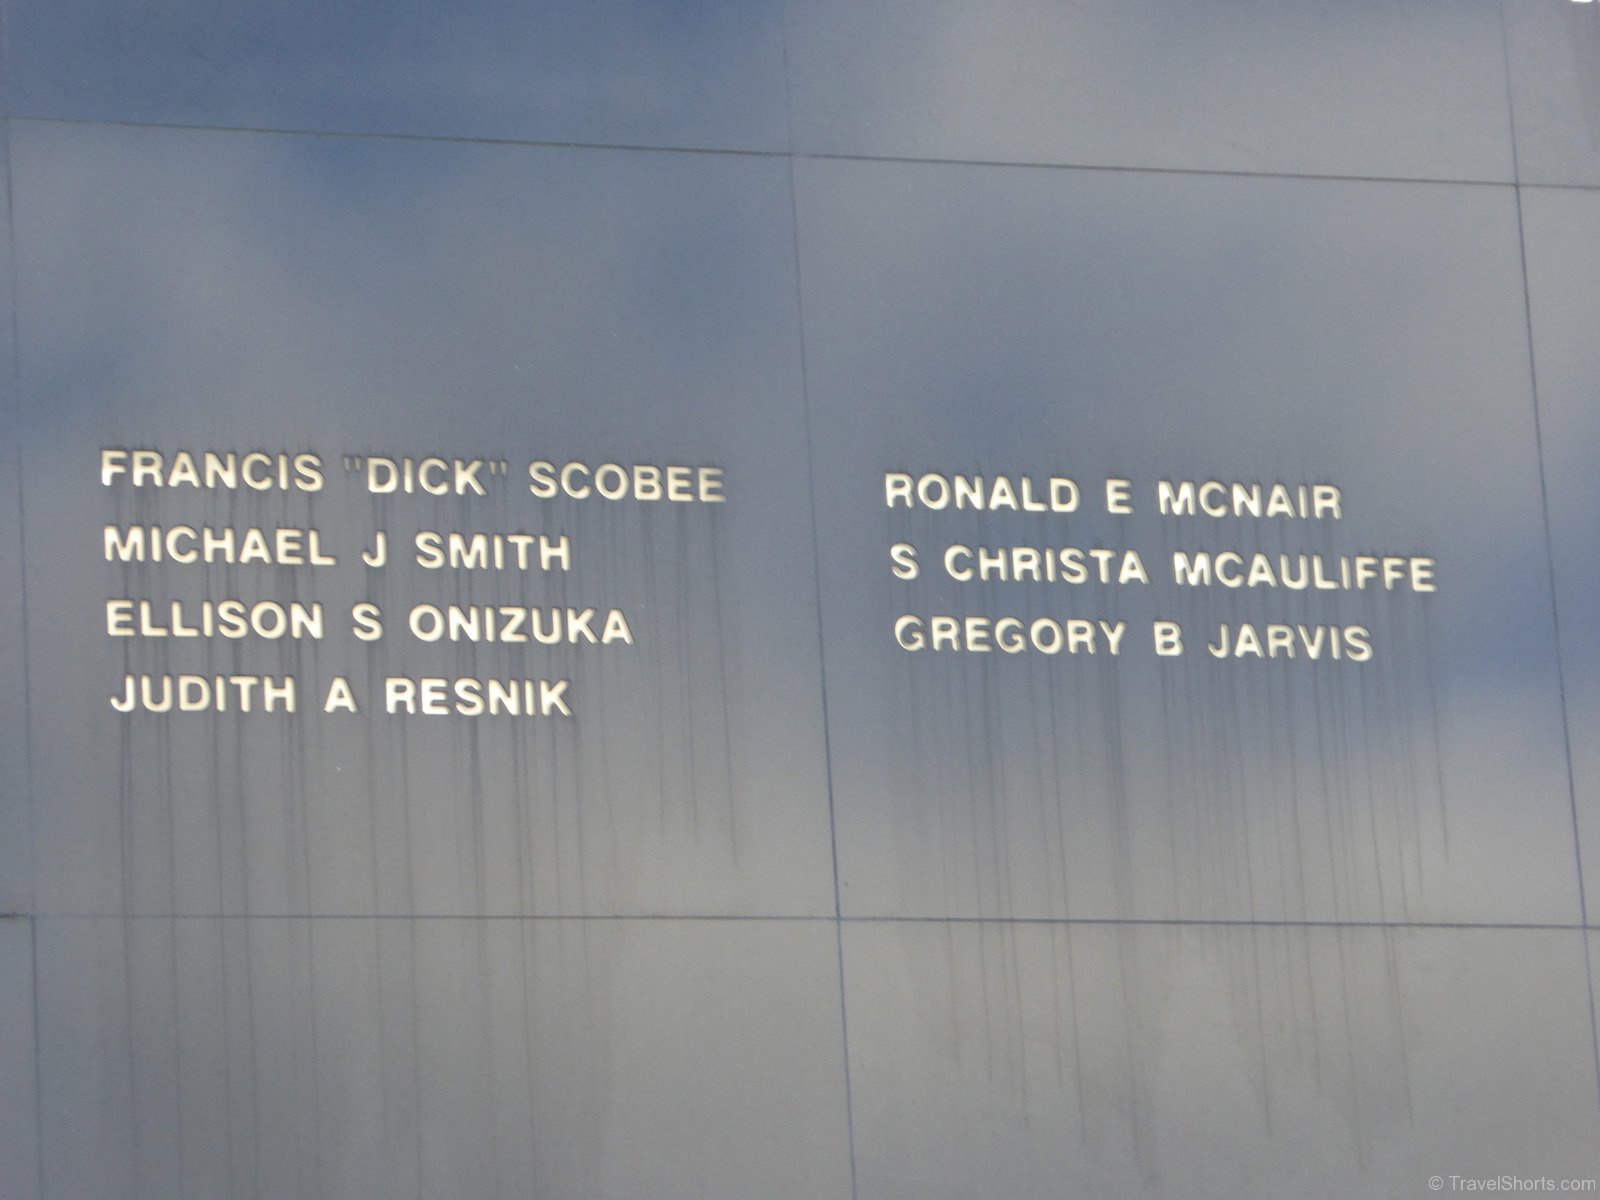 FRANCIS "DICK" SCOBEE
MICHAEL J SMITH
ELLISON S ONIZUKA
JUDITH A RESNIK
RONALD E MCNAIR
S CHRISTA MCAULIFFE
GREGORY B JARVIS
© TravelShorts.com